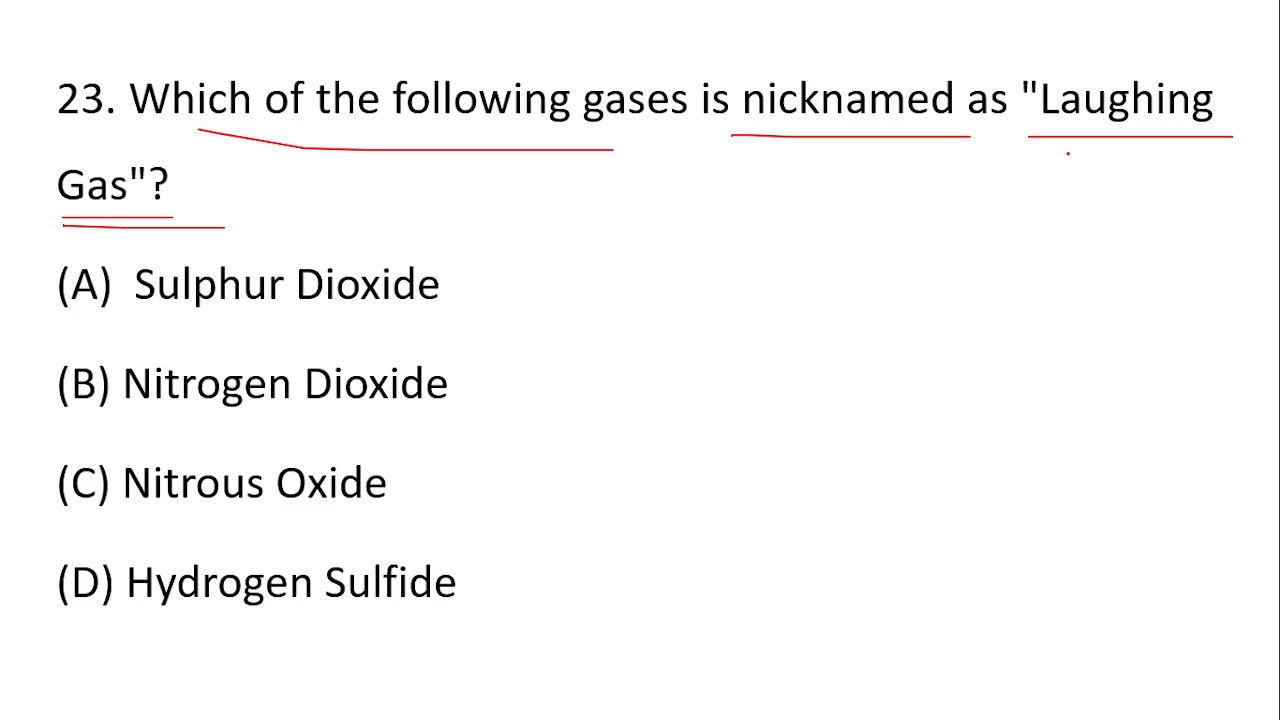 23. Which of the following gases is nicknamed as "Laughing
Gas"?
(A) Sulphur Dioxide
(B) Nitrogen Dioxide
(C) Nitrous Oxide
(D) Hydrogen Sulfide